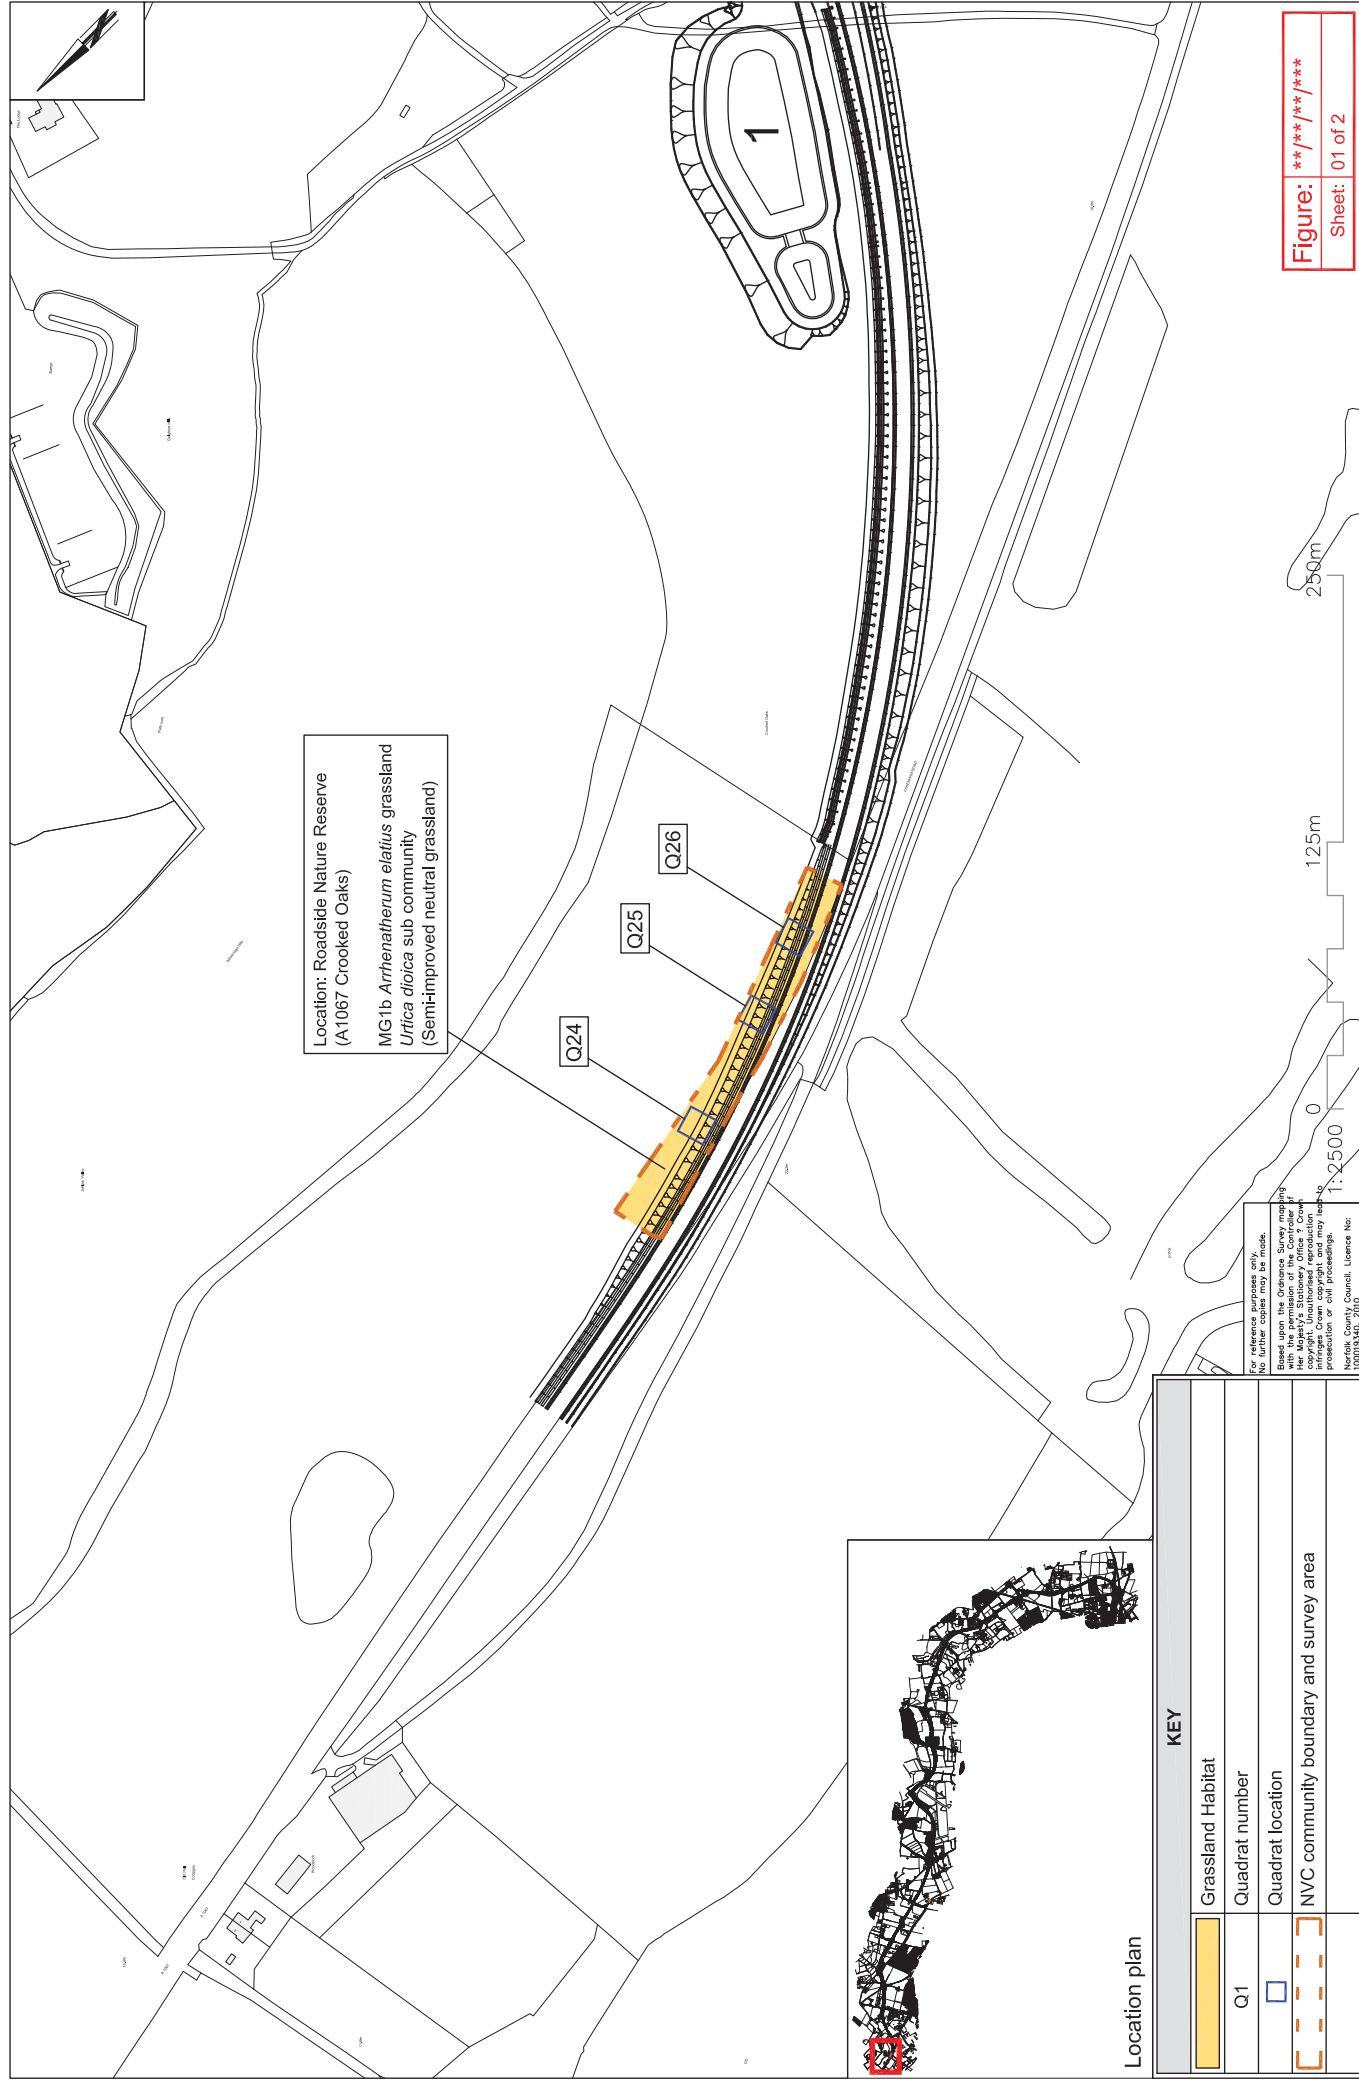 Location: Roadside Nature Reserve
(A1067 Crooked Oaks)
MG1b Arrhenatherum elatius grassland
Urtica dioica sub community
(Semi-improved neutral grassland)
Q24
Q25
Q26
1
Figure: **/**/**/***
Sheet: 01 of 2
Location plan
KEY
Grassland Habitat
Q1 Quadrat number
Quadrat location
NVC community boundary and survey area
For reference purposes only.
No further copies may be made.
Based upon the Ordnance Survey mapping
with the permission of the Controller of
Her Majesty's Stationery Office ? Crown
copyright. Unauthorised reproduction
infringes Crown copyright and may lead to
prosecution or civil proceedings.
Norfolk County Council. Licence No:
100019340. 2010
1:2500
0
125m
250m